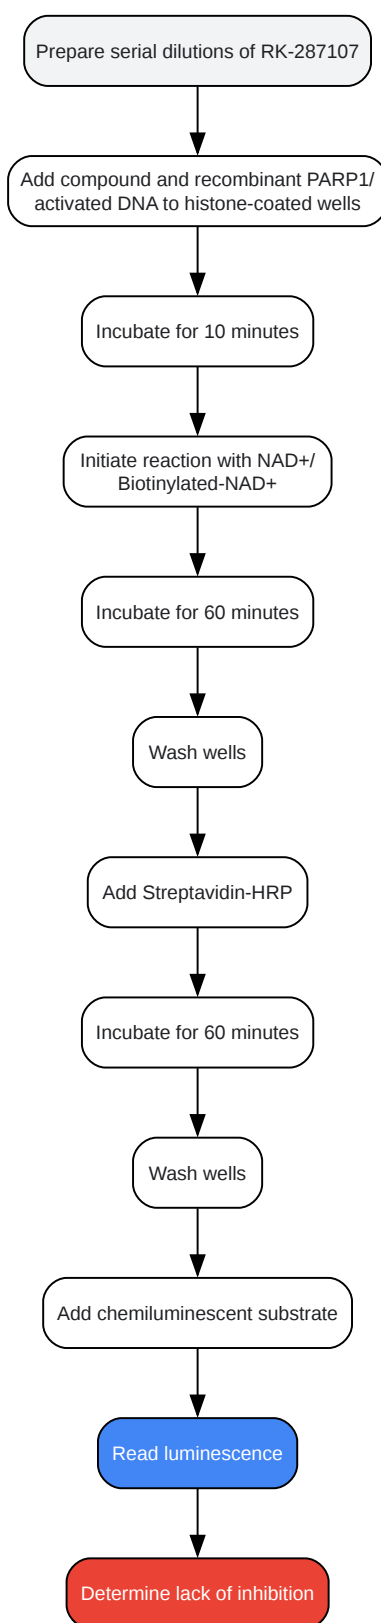 Prepare serial dilutions of RK-287107
Add compound and recombinant PARP1/
activated DNA to histone-coated wells
Incubate for 10 minutes
Initiate reaction with NAD+/
Biotinylated-NAD+
Incubate for 60 minutes
Wash wells
Add Streptavidin-HRP
Incubate for 60 minutes
Wash wells
Add chemiluminescent substrate
Read luminescence
Determine lack of inhibition